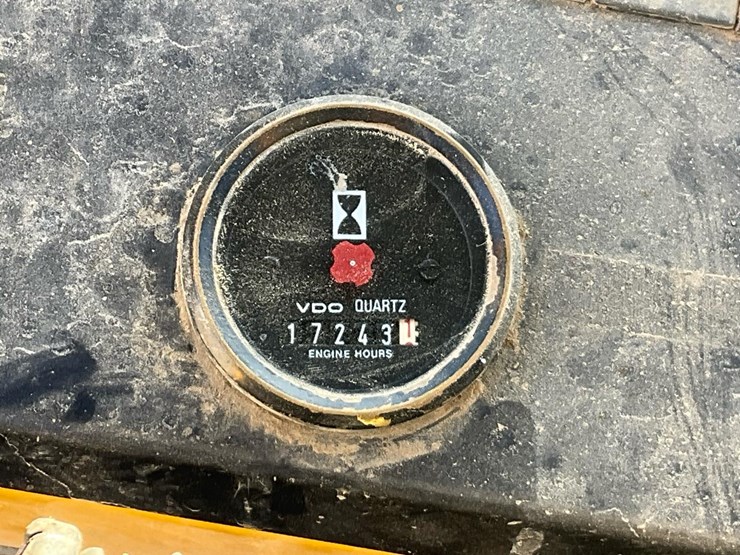 VDO QUARTZ
17243
ENGINE HOURS